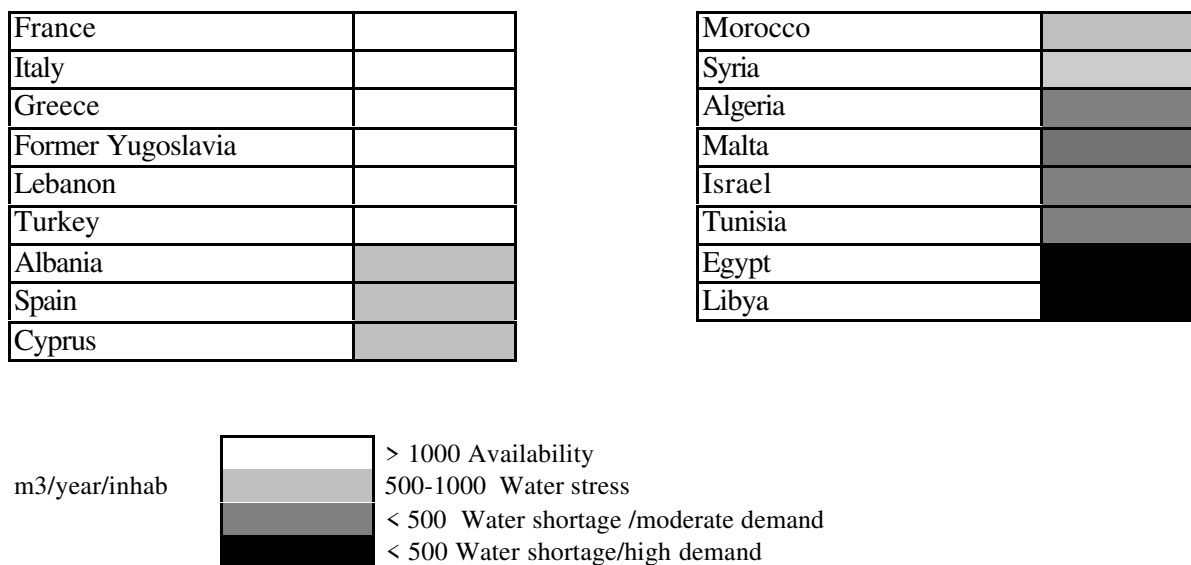 France
Italy
Greece
Former Yugoslavia
Lebanon
Turkey
Albania
Spain
Cyprus
Morocco
Syria
Algeria
Malta
Israel
Tunisia
Egypt
Libya
m3/year/inhab
> 1000 Availability
500-1000 Water stress
< 500 Water shortage /moderate demand
< 500 Water shortage/high demand